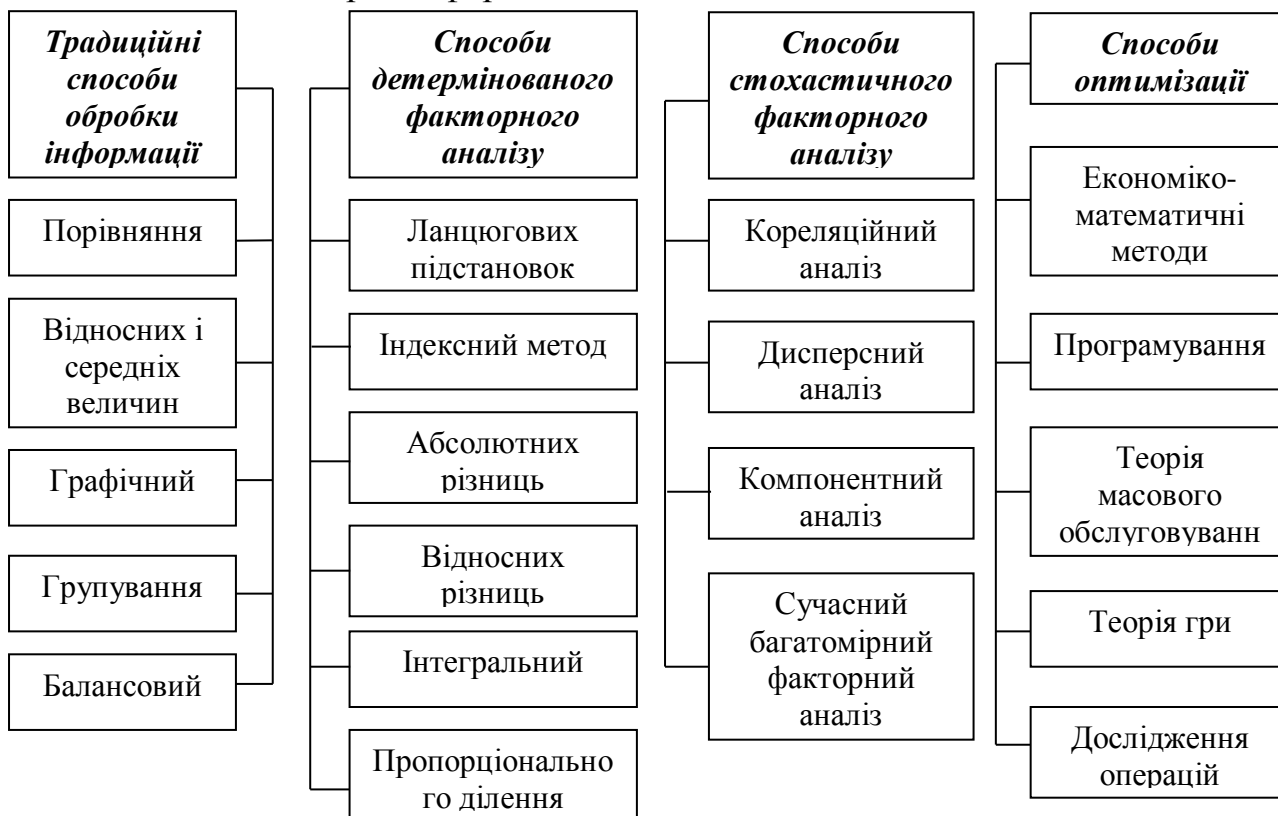 Традиційні
способи
обробки
інформації
Порівняння
Відносних і
середніх
величин
Графічний
Групування
Балансовий
Способи
детермінованого
факторного
аналізу
Ланцюгових
підстановок
Індексний метод
Абсолютних
різниць
Відносних
різниць
Інтегральний
Пропорціонально
го ділення
Способи
стохастичного
факторного
аналізу
Кореляційний
аналіз
Дисперсний
аналіз
Компонентний
аналіз
Сучасний
багатомірний
факторний
аналіз
Способи
оптимізації
Економіко-
математичні
методи
Програмування
Теорія
масового
обслуговуванн
Теорія гри
Дослідження
операцій